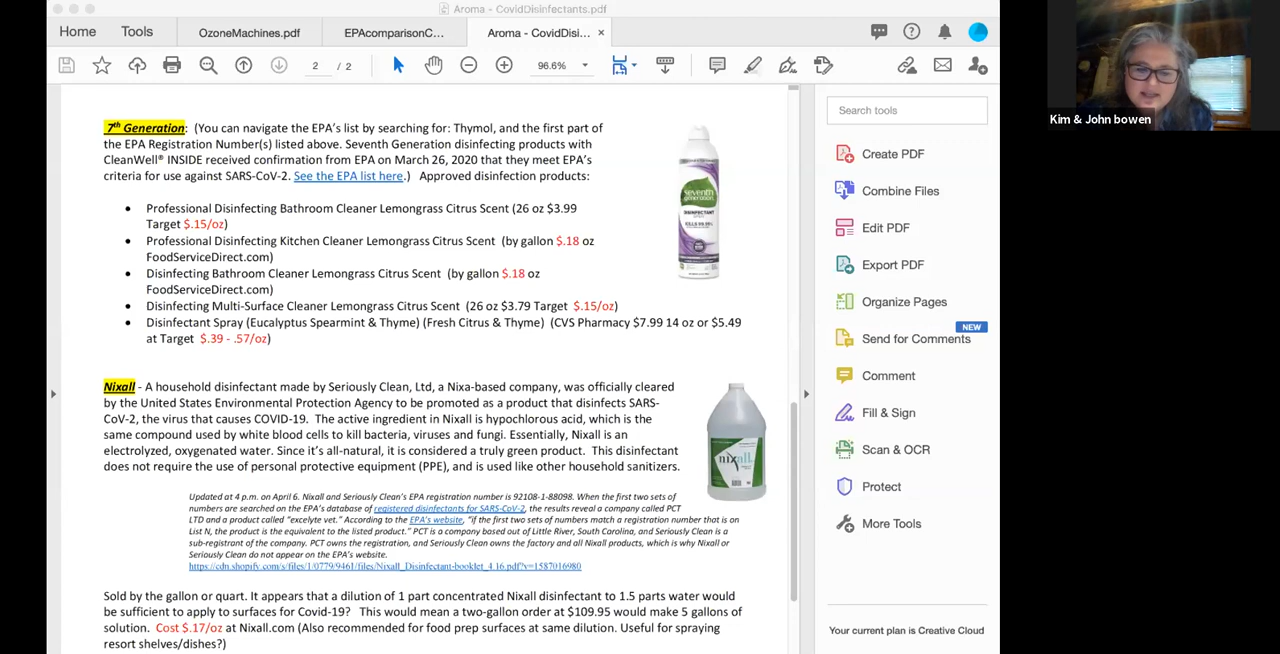 Aroma - CovidDisinfectants.pdf
Home Tools OzoneMachines.pdf EPAcomparisonC... Aroma - CovidDisi... ×
2 / 2 96.6%
Kim & John bowen
7th Generation: (You can navigate the EPA's list by searching for: Thymol, and the first part of
the EPA Registration Number(s) listed above. Seventh Generation disinfecting products with
CleanWell® INSIDE received confirmation from EPA on March 26, 2020 that they meet EPA's
criteria for use against SARS-CoV-2. See the EPA list here.) Approved disinfection products:
• Professional Disinfecting Bathroom Cleaner Lemongrass Citrus Scent (26 oz $3.99
Target $.15/oz)
• Professional Disinfecting Kitchen Cleaner Lemongrass Citrus Scent (by gallon $.18 oz
FoodServiceDirect.com)
• Disinfecting Bathroom Cleaner Lemongrass Citrus Scent (by gallon $.18 oz
FoodServiceDirect.com)
• Disinfecting Multi-Surface Cleaner Lemongrass Citrus Scent (26 oz $3.79 Target $.15/oz)
• Disinfectant Spray (Eucalyptus Spearmint & Thyme) (Fresh Citrus & Thyme) (CVS Pharmacy $7.99 14 oz or $5.49
at Target $.39 - .57/oz)
seventh
generation
DISINFECTANT
KILLS 99.99%
Nixall - A household disinfectant made by Seriously Clean, Ltd, a Nixa-based company, was officially cleared
by the United States Environmental Protection Agency to be promoted as a product that disinfects SARS-
CoV-2, the virus that causes COVID-19. The active ingredient in Nixall is hypochlorous acid, which is the
same compound used by white blood cells to kill bacteria, viruses and fungi. Essentially, Nixall is an
electrolyzed, oxygenated water. Since it's all-natural, it is considered a truly green product. This disinfectant
does not require the use of personal protective equipment (PPE), and is used like other household sanitizers.
nixall
Updated at 4 p.m. on April 6. Nixall and Seriously Clean's EPA registration number is 92108-1-88098. When the first two sets of
numbers are searched on the EPA's database of registered disinfectants for SARS-CoV-2, the results reveal a company called PCT
LTD and a product called "excelyte vet." According to the EPA's website, "if the first two sets of numbers match a registration number that is on
List N, the product is the equivalent to the listed product." PCT is a company based out of Little River, South Carolina, and Seriously Clean is a
sub-registrant of the company. PCT owns the registration, and Seriously Clean owns the factory and all Nixall products, which is why Nixall or
Seriously Clean do not appear on the EPA's website.
https://cdn.shopify.com/s/files/1/0779/9461/files/Nixall_Disinfectant-booklet_4.16.pdf?v=1587016980
Sold by the gallon or quart. It appears that a dilution of 1 part concentrated Nixall disinfectant to 1.5 parts water would
be sufficient to apply to surfaces for Covid-19? This would mean a two-gallon order at $109.95 would make 5 gallons of
solution. Cost $.17/oz at Nixall.com (Also recommended for food prep surfaces at same dilution. Useful for spraying
resort shelves/dishes?)
Search tools
Create PDF
Combine Files
Edit PDF
Export PDF
Organize Pages
NEW
Send for Comments
Comment
Fill & Sign
Scan & OCR
Protect
More Tools
Your current plan is Creative Cloud